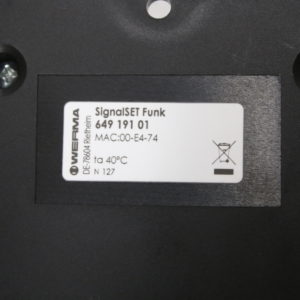 SignalSET Funk
649 191 01
MAC:00-E4-74
ta 40°C
N 127
WERMA
DE-78604 Rietheim